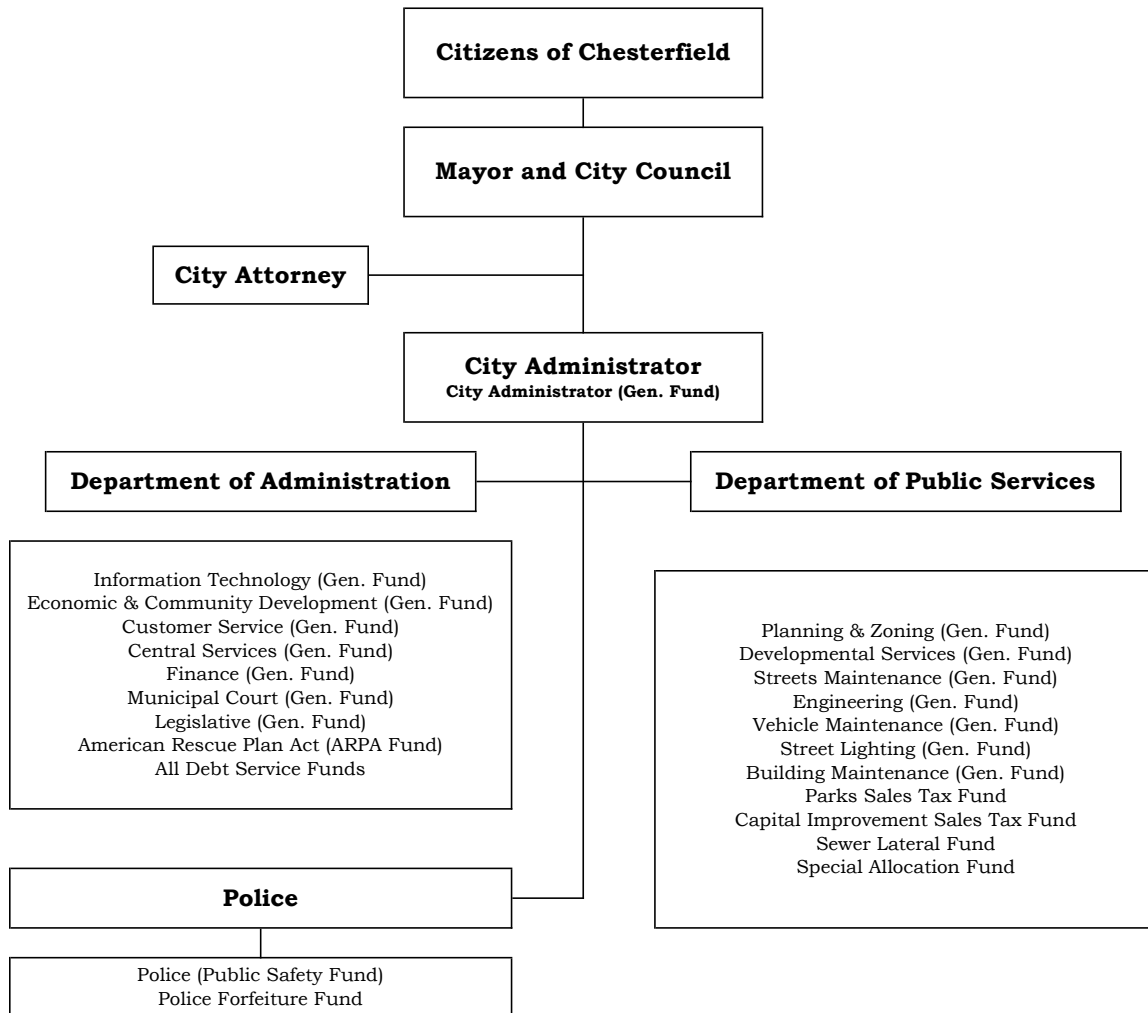 Citizens of Chesterfield
Mayor and City Council
City Attorney
City Administrator
City Administrator (Gen. Fund)
Department of Administration
Information Technology (Gen. Fund)
Economic & Community Development (Gen. Fund)
Customer Service (Gen. Fund)
Central Services (Gen. Fund)
Finance (Gen. Fund)
Municipal Court (Gen. Fund)
Legislative (Gen. Fund)
American Rescue Plan Act (ARPA Fund)
All Debt Service Funds
Department of Public Services
Planning & Zoning (Gen. Fund)
Developmental Services (Gen. Fund)
Streets Maintenance (Gen. Fund)
Engineering (Gen. Fund)
Vehicle Maintenance (Gen. Fund)
Street Lighting (Gen. Fund)
Building Maintenance (Gen. Fund)
Parks Sales Tax Fund
Capital Improvement Sales Tax Fund
Sewer Lateral Fund
Special Allocation Fund
Police
Police (Public Safety Fund)
Police Forfeiture Fund